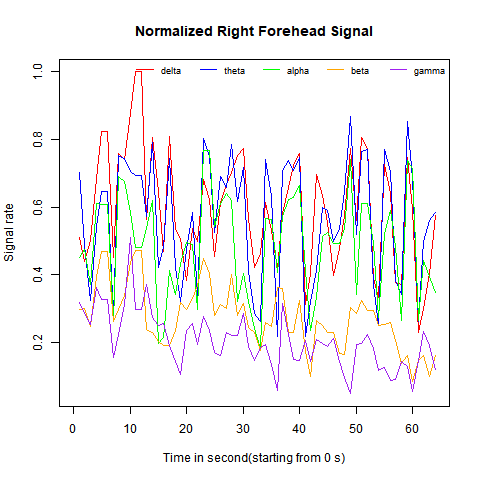 Normalized Right Forehead Signal
delta theta alpha beta gamma
1.0
0.8
0.6
0.4
0.2
Signal rate
0 10 20 30 40 50 60
Time in second(starting from 0 s)